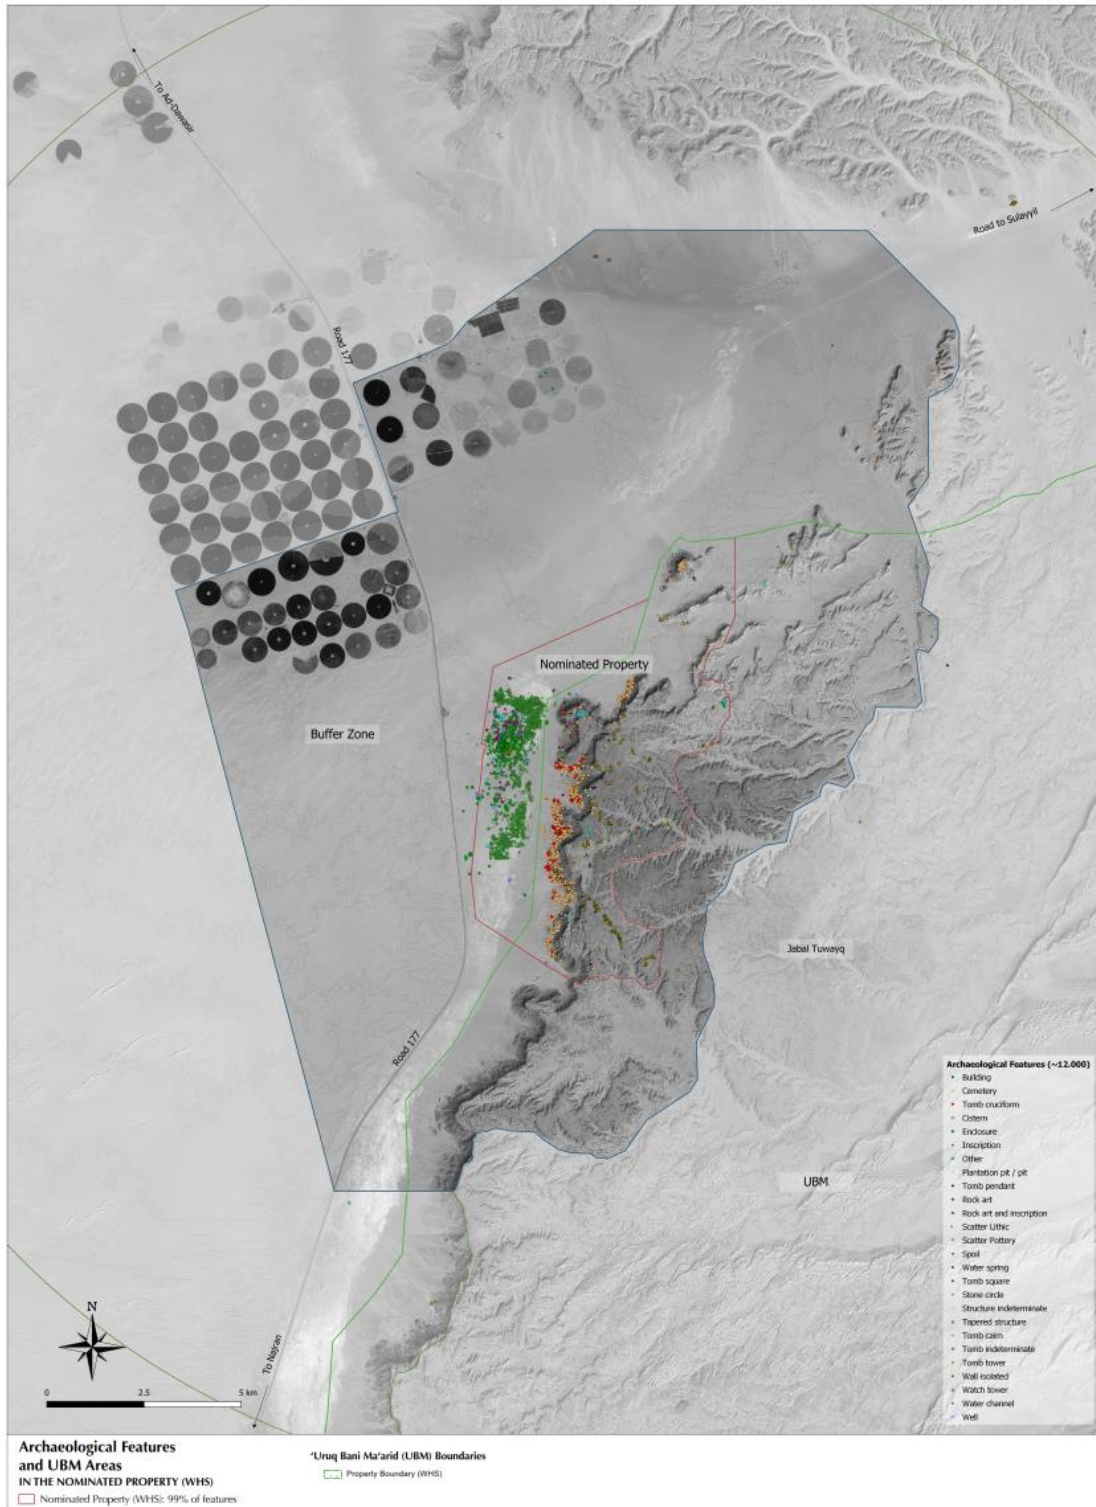 To Ad-Dawasir
Road to Sulayyil
Road 177
Nominated Property
Buffer Zone
Jabal Tuwayq
Road 177
UBM
To Najran
N
0 2.5 5 km
Archaeological Features (~12.000)
Building
Cemetery
Tomb cruciform
Cistern
Enclosure
Inscription
Other
Plantation pit / pit
Tomb pendant
Rock art
Rock art and inscription
Scatter Lithic
Scatter Pottery
Spoil
Water spring
Tomb square
Stone circle
Structure indeterminate
Tapered structure
Tomb cairn
Tomb indeterminate
Tomb tower
Wall isolated
Watch tower
Water channel
Well
Archaeological Features
and UBM Areas
IN THE NOMINATED PROPERTY (WHS)
Nominated Property (WHS): 99% of features
‘Uruq Bani Ma‘arid (UBM) Boundaries
Property Boundary (WHS)